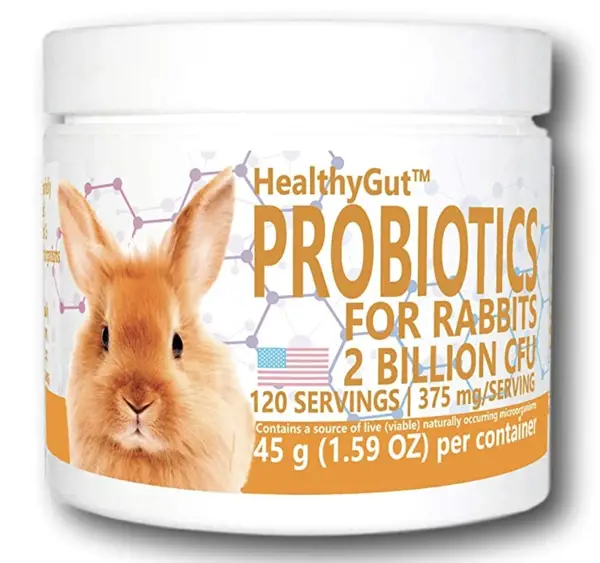 HealthyGut™
PROBIOTICS
FOR RABBITS
2 BILLION CFU
120 SERVINGS | 375 mg/SERVING
Contains a source of live (viable) naturally occurring microorganisms
45 g (1.59 OZ) per container